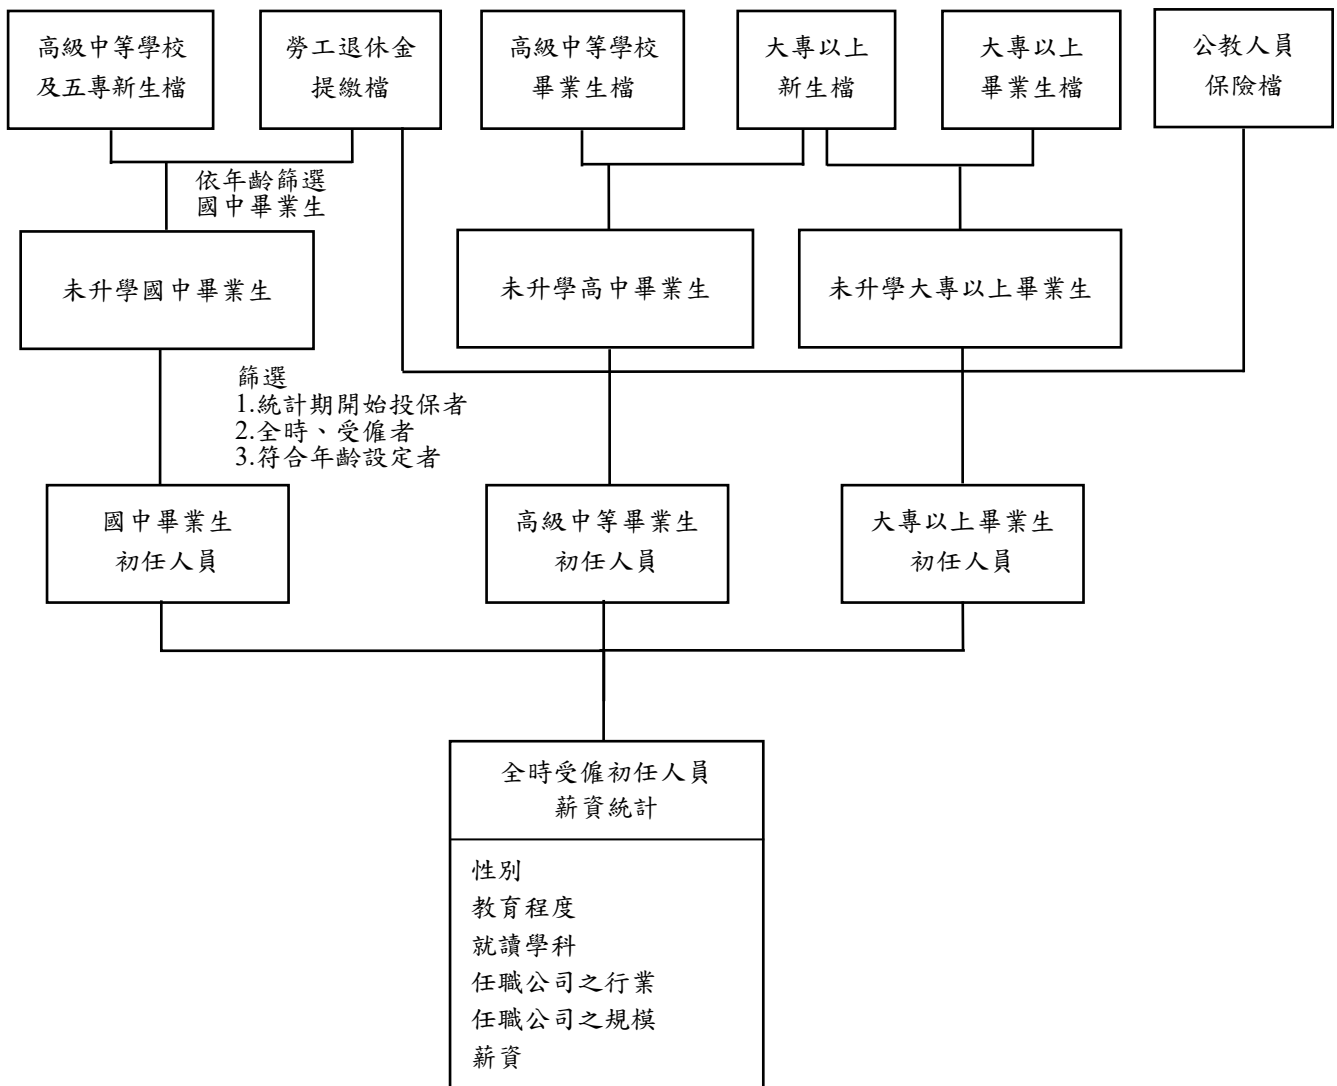 高級中等學校
及五專新生檔
勞工退休金
提繳檔
高級中等學校
畢業生檔
大專以上
新生檔
大專以上
畢業生檔
公教人員
保險檔
依年齡篩選
國中畢業生
未升學國中畢業生
未升學高中畢業生
未升學大專以上畢業生
篩選
1.統計期開始投保者
2.全時、受僱者
3.符合年齡設定者
國中畢業生
初任人員
高級中等畢業生
初任人員
大專以上畢業生
初任人員
全時受僱初任人員
薪資統計
性別
教育程度
就讀學科
任職公司之行業
任職公司之規模
薪資